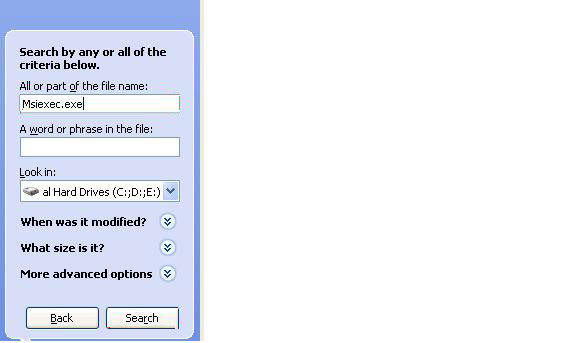 Search by any or all of the
criteria below.
All or part of the file name:
Msiexec.exe
A word or phrase in the file:
Look in:
al Hard Drives (C:;D:;E:)
When was it modified?
What size is it?
More advanced options
Back
Search